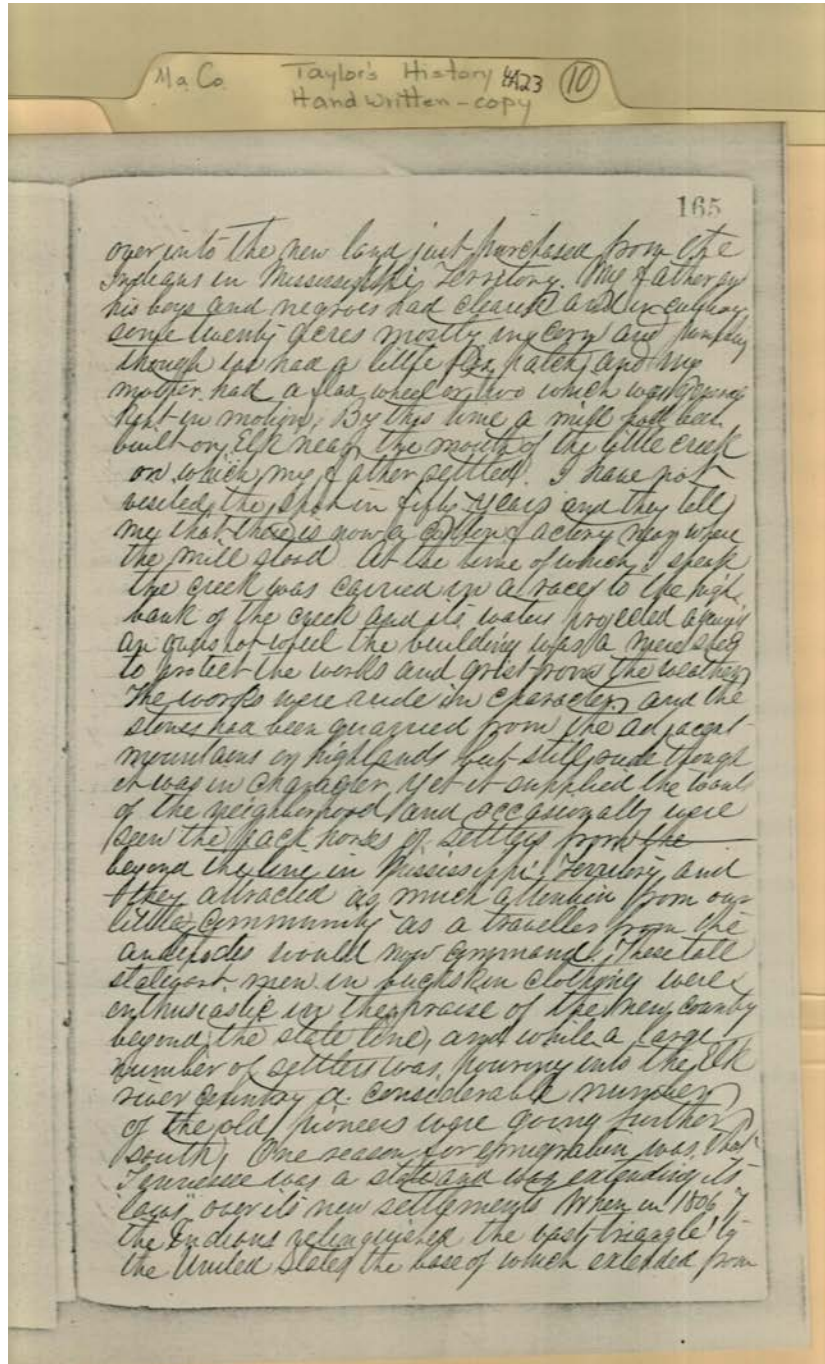 Ma Co. Taylor's History 4A23 (10)
Handwritten - copy
165
over into the new land just purchased from the
Indians in Mississippi Territory. My father and
his boys and negroes had cleared and in
some twenty acres mostly in corn and
though we had a little patch, and my
mother had a flax wheel or two which was
kept in motion. By this time a mill had been
built on Elk near the mouth of the little creek
on which my father settled. I have not
visited the spot in fifty years and they tell
me that there is now a cotton factory near where
the mill stood. At the time of which I speak
the creek was carried in a race to the high
bank of the creek and its waters projected against
an overshot wheel the building was a mere shed
to protect the works and grist from the weather
The works were rude in character and the
stones had been quarried from the adjacent
mountains or highlands but still rude though
it was in character, yet it supplied the wants
of the neighborhood and occasionally were
seen the pack horses of settlers from the
beyond the line in Mississippi Territory and
they attracted as much attention from our
little community as a traveller from the
antipodes would now command. These tall
stalwart men in buckskin clothing were
enthusiastic in the praise of the new country
beyond the state line, and while a large
number of settlers was pouring into the Elk
river country a considerable number
of the old pioneers were going further
south. One reason for emigration was that
Tennessee was a state and was extending its
laws over its new settlements When in 1806
the Indians relinquished the vast triangle to
the United States the base of which extended from